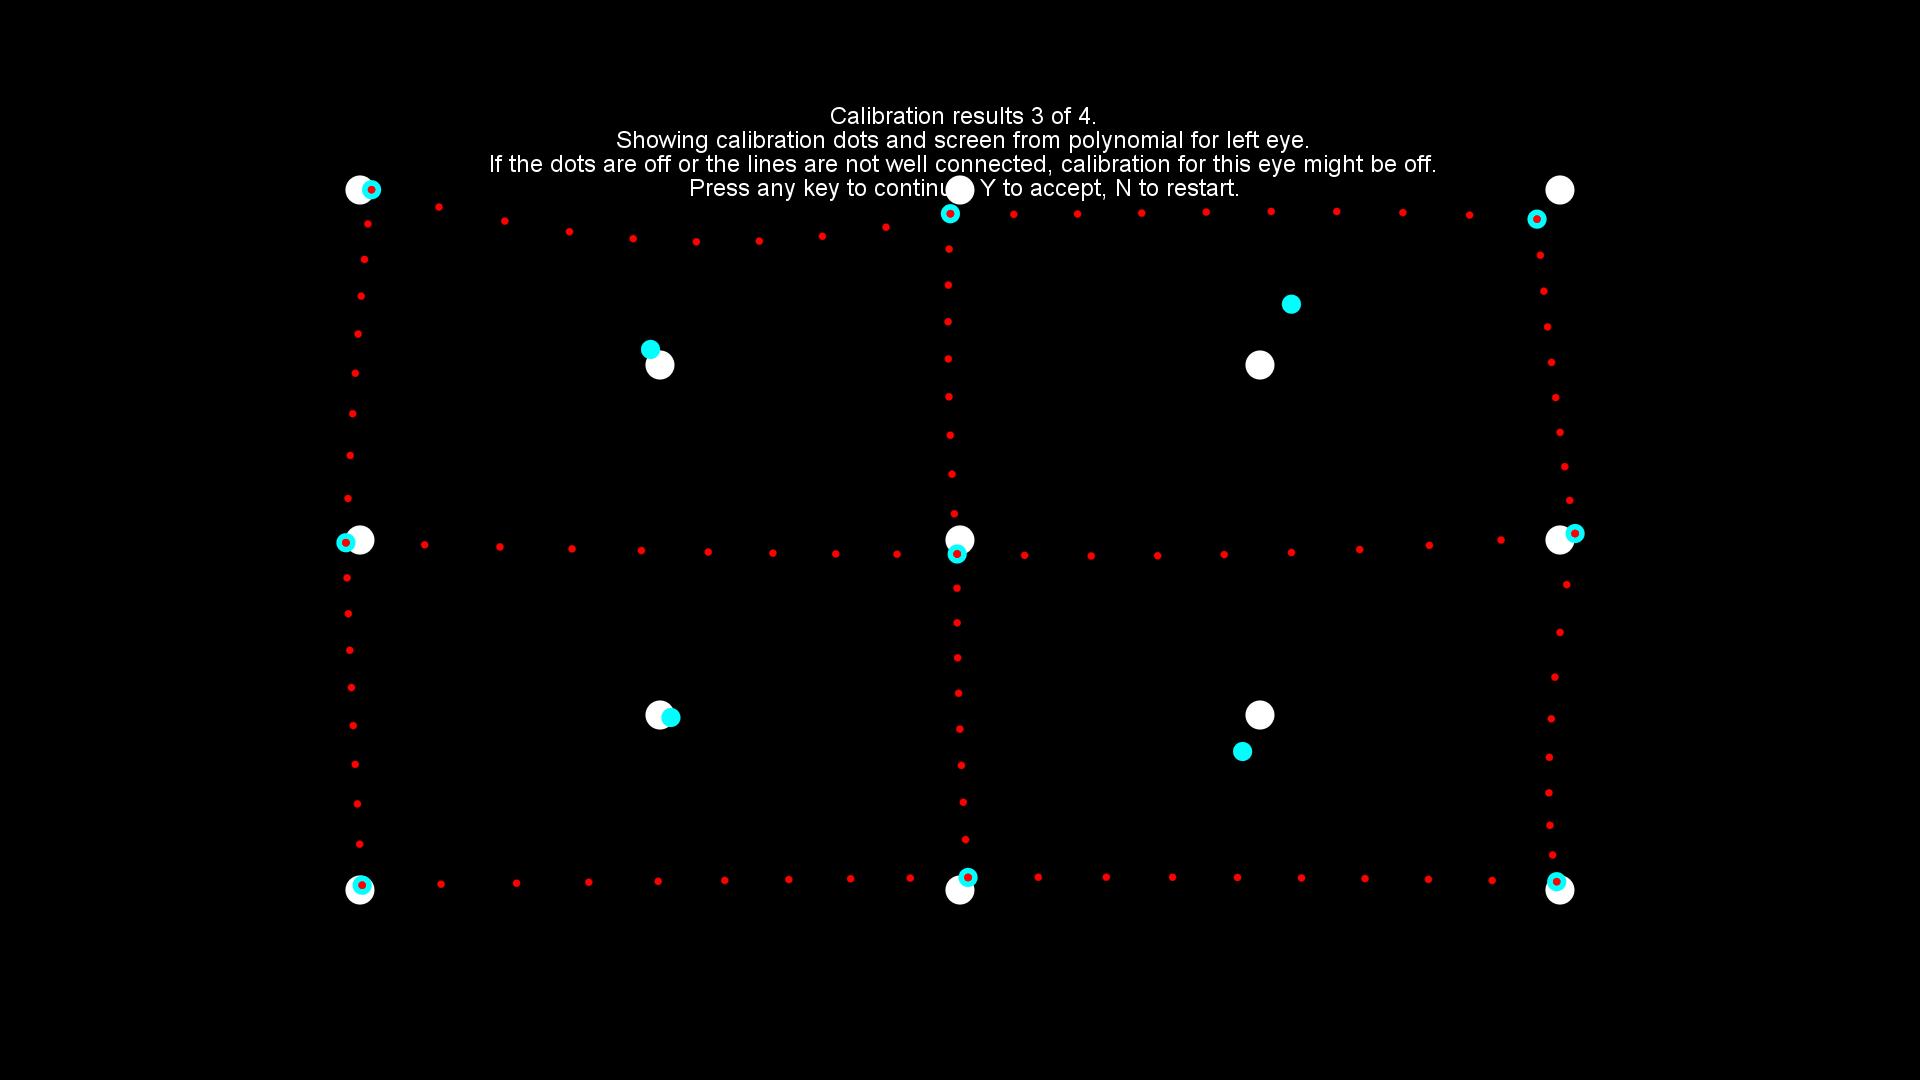 Calibration results 3 of 4.
Showing calibration dots and screen from polynomial for left eye.
If the dots are off or the lines are not well connected, calibration for this eye might be off.
Press any key to continu Y to accept, N to restart.